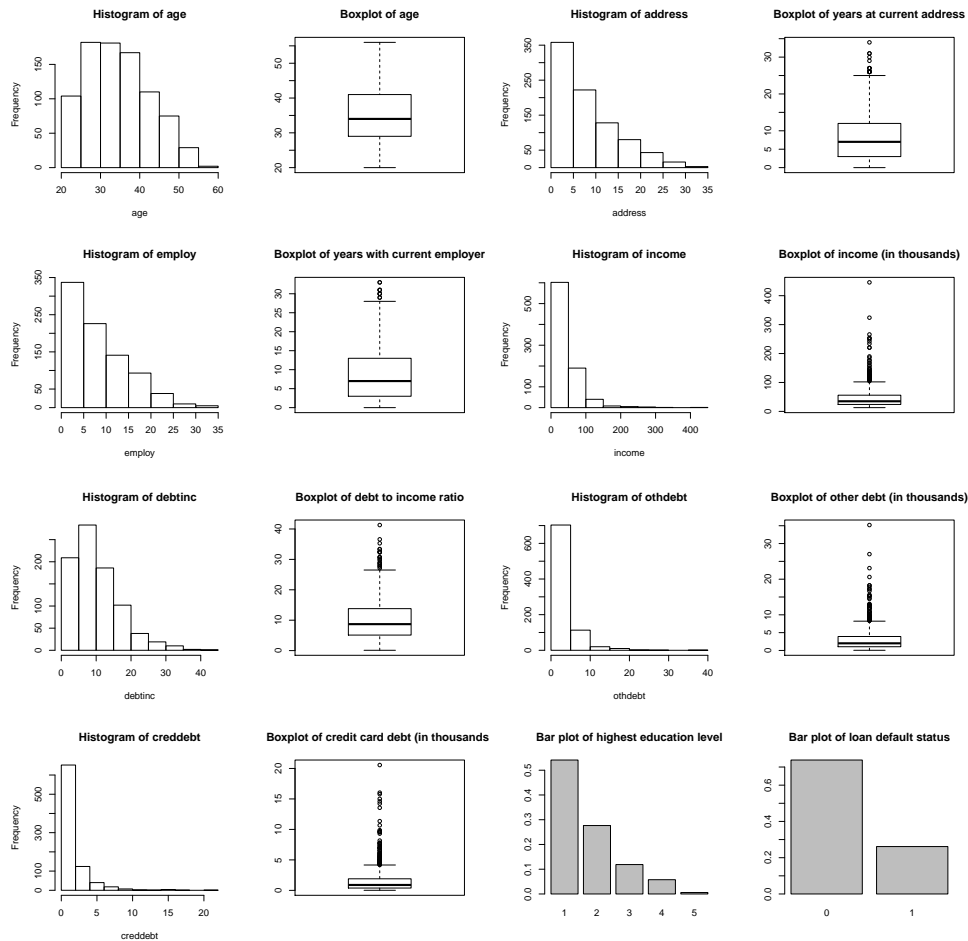 Histogram of age
Frequency
0 50 100 150
20 30 40 50 60
age
Boxplot of age
20 30 40 50
Histogram of address
Frequency
0 50 150 250 350
0 5 10 15 20 25 30 35
address
Boxplot of years at current address
0 5 10 20 30
Histogram of employ
Frequency
0 50 150 250 350
0 5 10 15 20 25 30 35
employ
Boxplot of years with current employer
0 5 10 15 20 30
Histogram of income
Frequency
0 100 300 500
0 100 200 300 400
income
Boxplot of income (in thousands)
0 100 200 300 400
Histogram of debtinc
Frequency
0 50 100 200
0 10 20 30 40
debtinc
Boxplot of debt to income ratio
0 10 20 30 40
Histogram of othdebt
Frequency
0 200 400 600
0 10 20 30 40
othdebt
Boxplot of other debt (in thousands)
0 5 10 20 30
Histogram of creddebt
Frequency
0 100 300 500
0 5 10 15 20
creddebt
Boxplot of credit card debt (in thousands
0 5 10 15 20
Bar plot of highest education level
0.0 0.1 0.2 0.3 0.4 0.5
1 2 3 4 5
Bar plot of loan default status
0.0 0.2 0.4 0.6
0 1